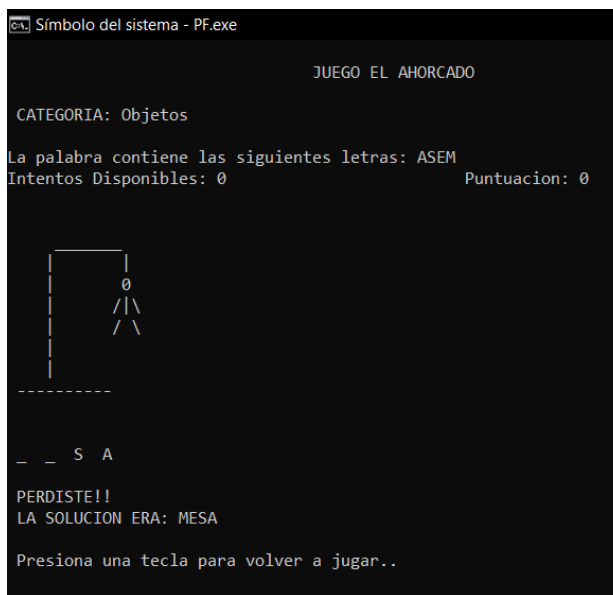 Símbolo del sistema - PF.exe
JUEGO EL AHORCADO
CATEGORIA: Objetos
La palabra contiene las siguientes letras: ASEM
Intentos Disponibles: 0 Puntuacion: 0
_ _ S A
PERDISTE!!
LA SOLUCION ERA: MESA
Presiona una tecla para volver a jugar..